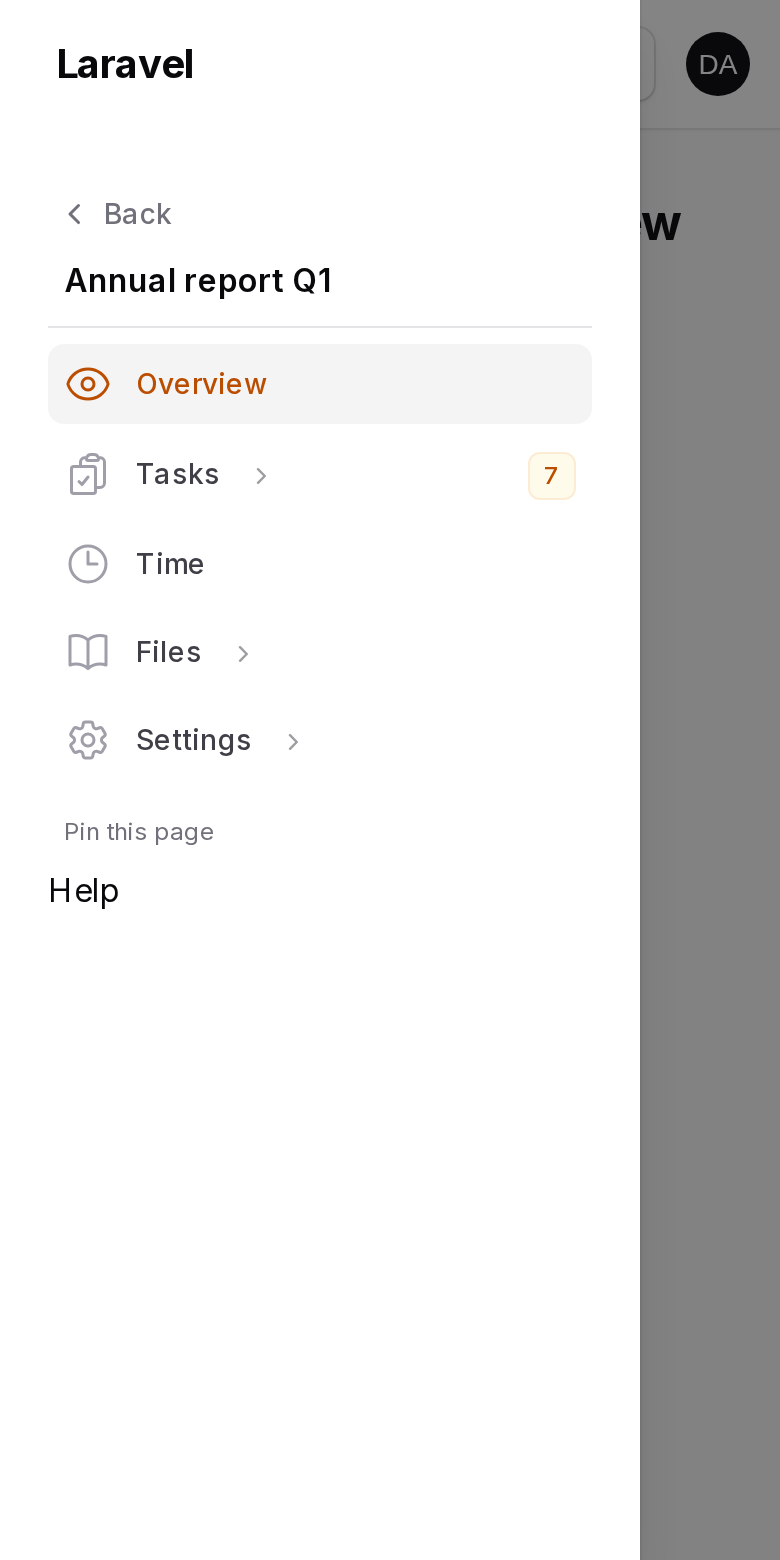 Laravel
DA
Back
Annual report Q1
Overview
Tasks
7
Time
Files
Settings
Pin this page
Help